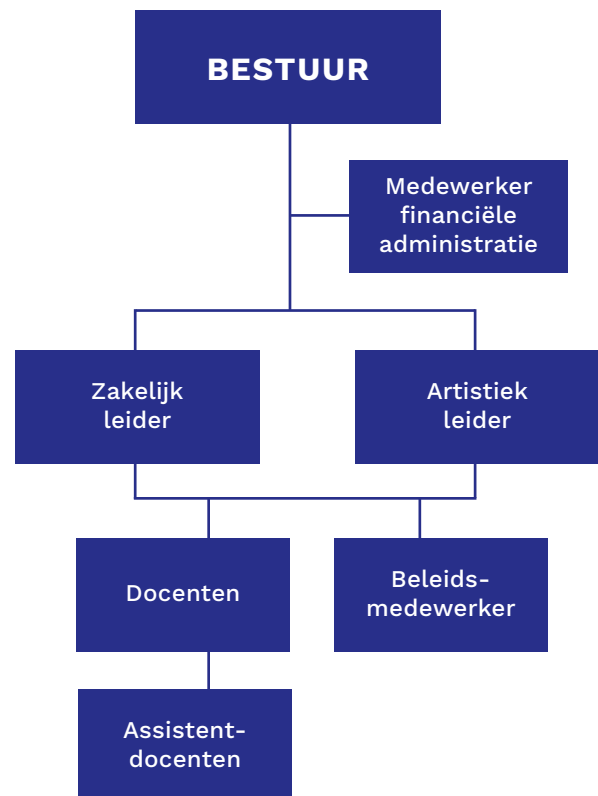 BESTUUR
Medewerker
financiële
administratie
Zakelijk
leider
Artistiek
leider
Docenten
Beleids-
medewerker
Assistent-
docenten